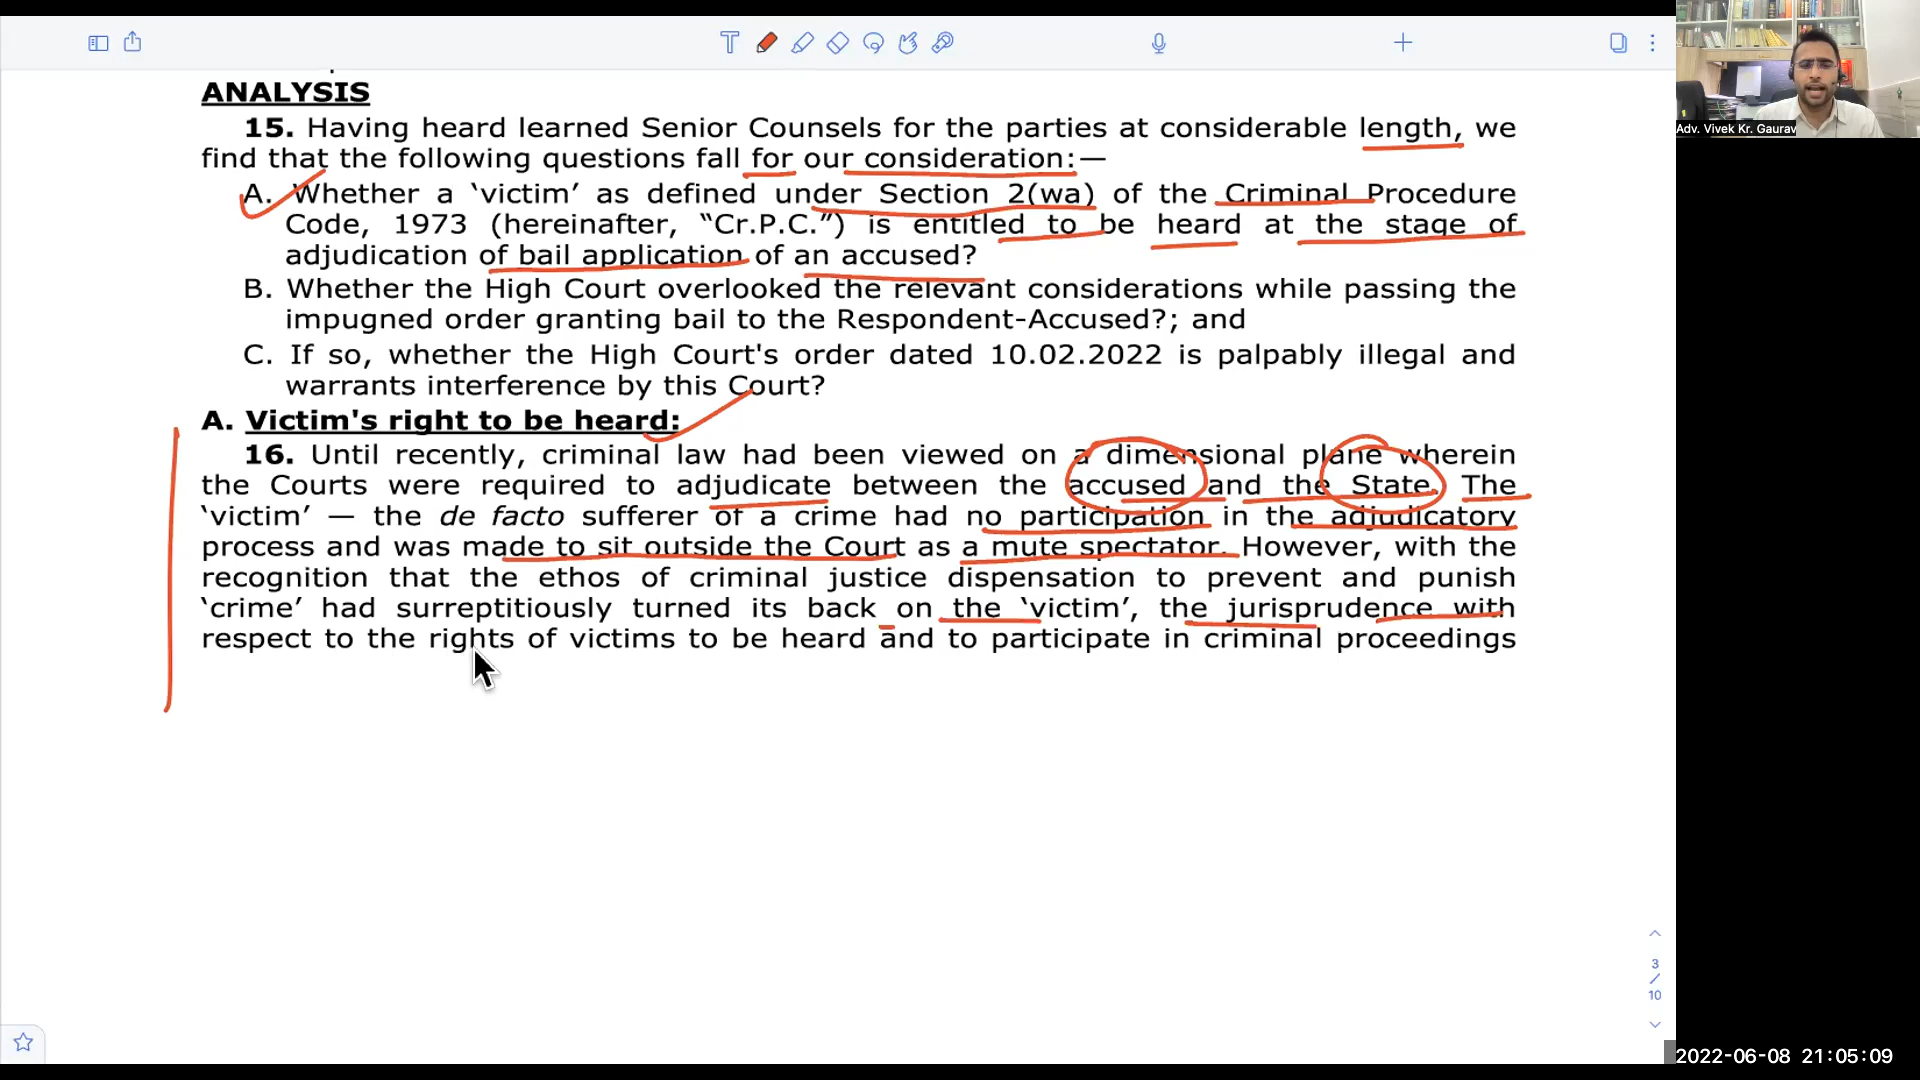 ANALYSIS
15. Having heard learned Senior Counsels for the parties at considerable length, we
find that the following questions fall for our consideration:—
A. Whether a ‘victim’ as defined under Section 2(wa) of the Criminal Procedure
Code, 1973 (hereinafter, “Cr.P.C.”) is entitled to be heard at the stage of
adjudication of bail application of an accused?
B. Whether the High Court overlooked the relevant considerations while passing the
impugned order granting bail to the Respondent-Accused?; and
C. If so, whether the High Court's order dated 10.02.2022 is palpably illegal and
warrants interference by this Court?
A. Victim's right to be heard:
16. Until recently, criminal law had been viewed on a dimensional plane wherein
the Courts were required to adjudicate between the accused and the State. The
‘victim’ — the de facto sufferer of a crime had no participation in the adjudicatory
process and was made to sit outside the Court as a mute spectator. However, with the
recognition that the ethos of criminal justice dispensation to prevent and punish
‘crime’ had surreptitiously turned its back on the ‘victim’, the jurisprudence with
respect to the rights of victims to be heard and to participate in criminal proceedings
3
/
10
Adv. Vivek Kr. Gaurav
2022-06-08 21:05:09